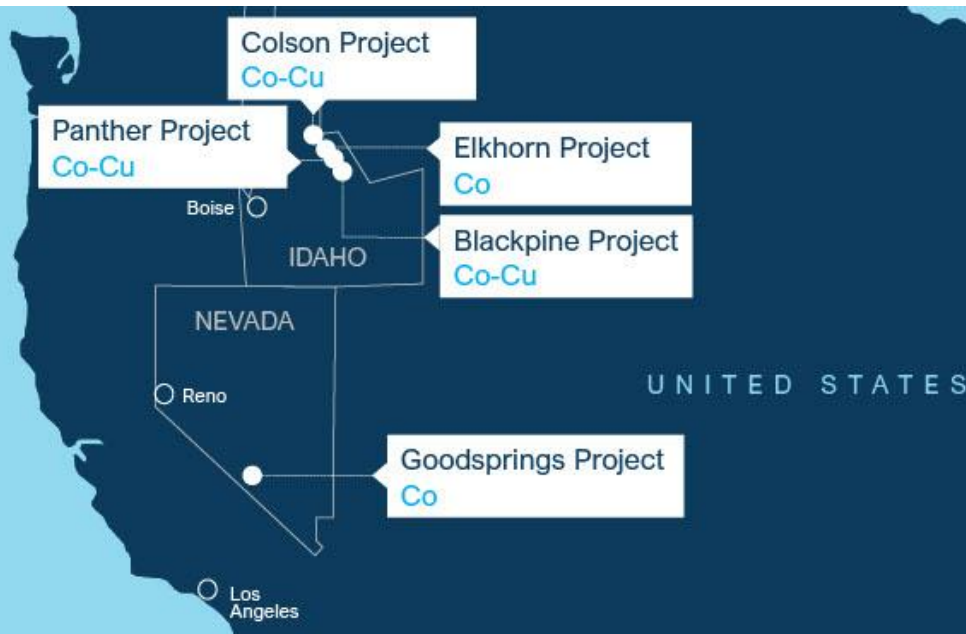 Colson Project
Co-Cu
Panther Project
Co-Cu
Elkhorn Project
Co
Boise
Blackpine Project
Co-Cu
IDAHO
NEVADA
UNITED STATES
Reno
Goodsprings Project
Co
Los
Angeles